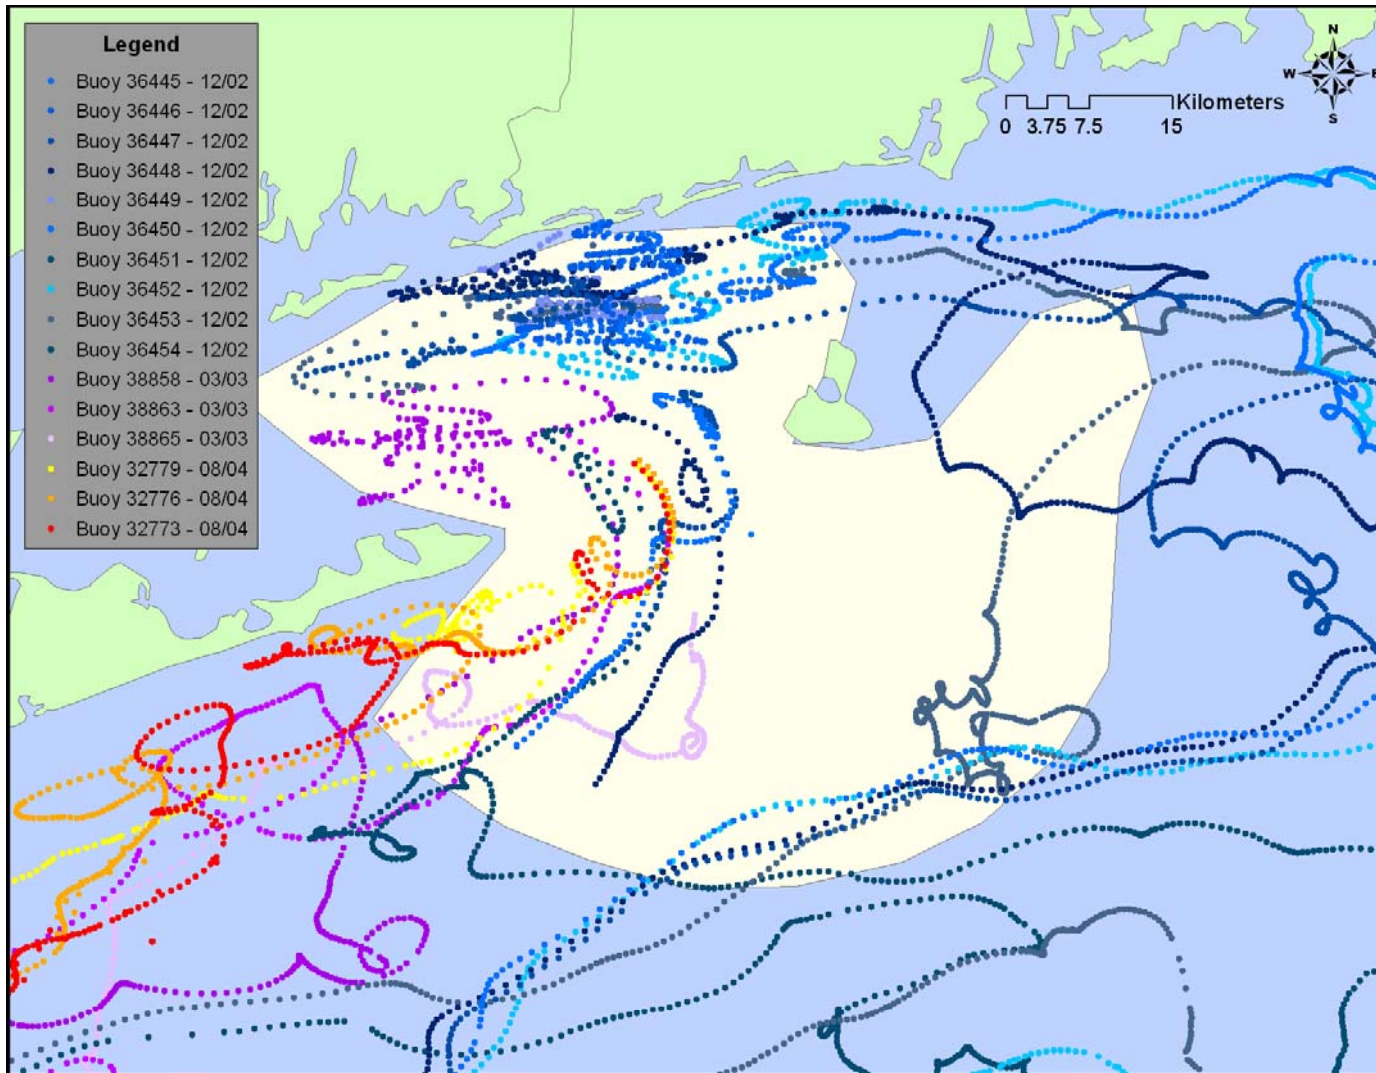 Legend
Buoy 36445 - 12/02
Buoy 36446 - 12/02
Buoy 36447 - 12/02
Buoy 36448 - 12/02
Buoy 36449 - 12/02
Buoy 36450 - 12/02
Buoy 36451 - 12/02
Buoy 36452 - 12/02
Buoy 36453 - 12/02
Buoy 36454 - 12/02
Buoy 38858 - 03/03
Buoy 38863 - 03/03
Buoy 38865 - 03/03
Buoy 32779 - 08/04
Buoy 32776 - 08/04
Buoy 32773 - 08/04
N
W E
S
Kilometers
0 3.75 7.5 15